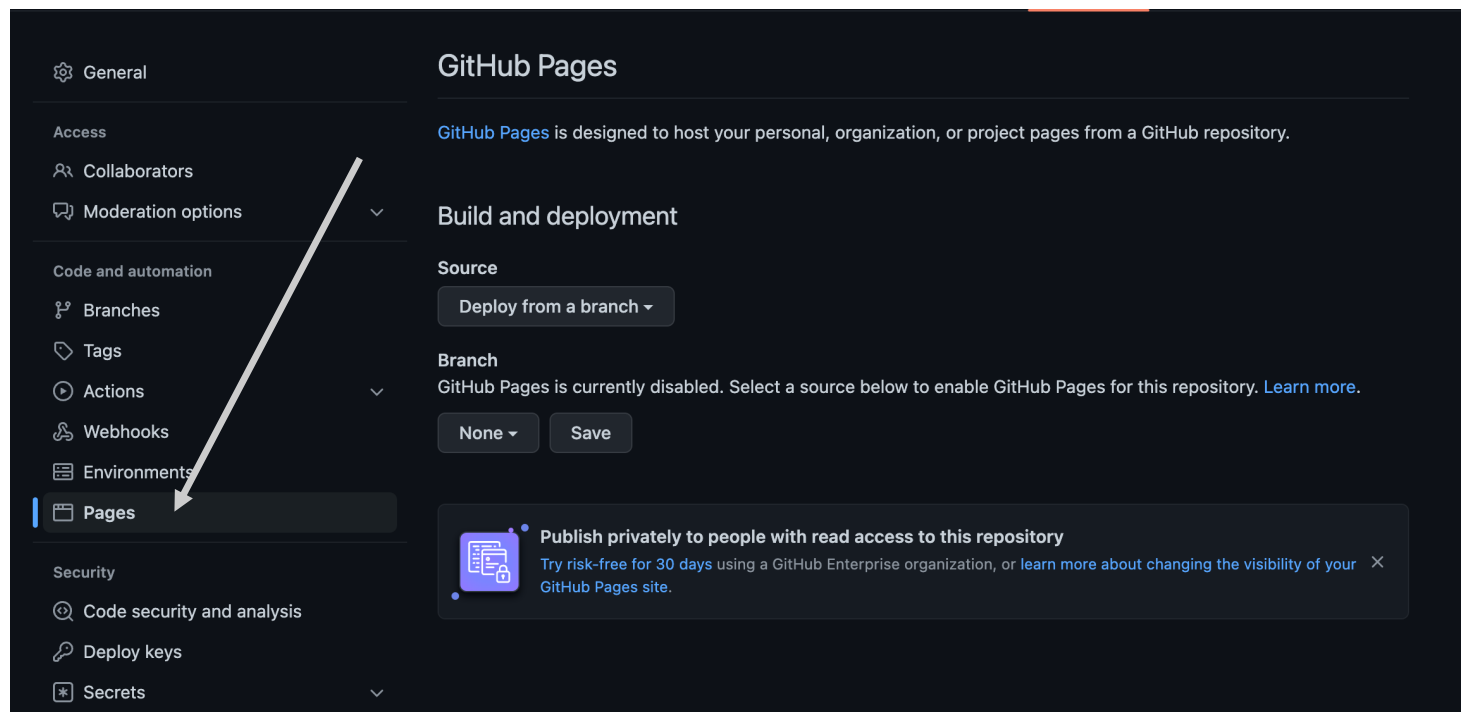 General
Access
Collaborators
Moderation options
Code and automation
Branches
Tags
Actions
Webhooks
Environments
Pages
Security
Code security and analysis
Deploy keys
Secrets
GitHub Pages
GitHub Pages is designed to host your personal, organization, or project pages from a GitHub repository.
Build and deployment
Source
Deploy from a branch
Branch
GitHub Pages is currently disabled. Select a source below to enable GitHub Pages for this repository. Learn more.
None
Save
Publish privately to people with read access to this repository
Try risk-free for 30 days using a GitHub Enterprise organization, or learn more about changing the visibility of your
GitHub Pages site.